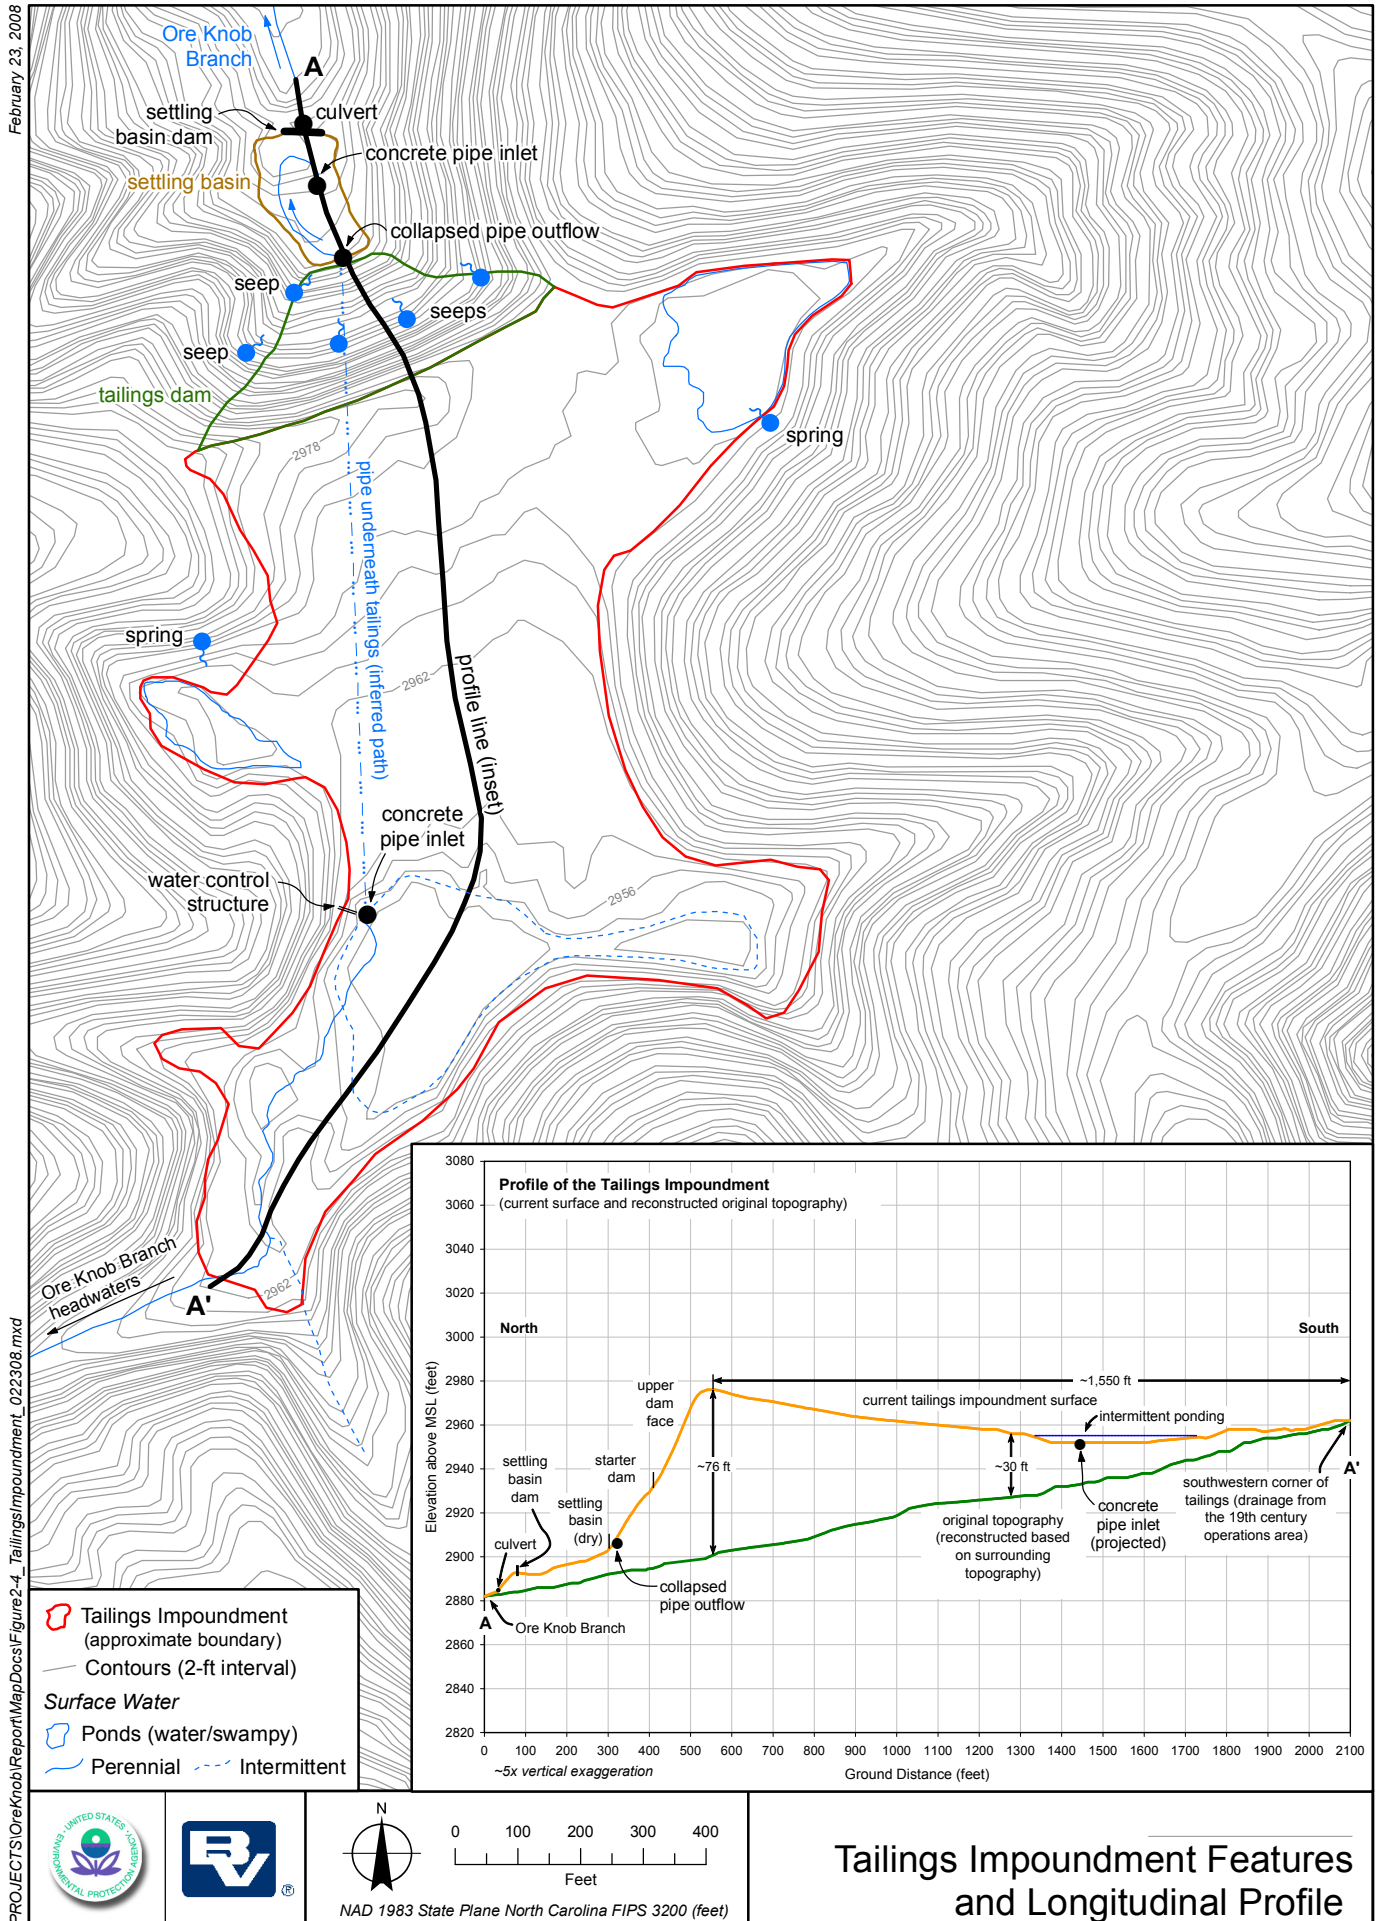 February 23, 2008
Ore Knob
Branch
A
settling
basin dam
culvert
concrete pipe inlet
settling basin
collapsed pipe outflow
seep
seeps
seep
tailings dam
spring
2978
pipe underneath tailings (inferred path)
spring
2962
profile line (inset)
concrete
pipe inlet
water control
structure
2956
Ore Knob Branch
headwaters
A'
2962
Profile of the Tailings Impoundment
(current surface and reconstructed original topography)
3080
3060
3040
3020
3000
2980
2960
2940
2920
2900
2880
2860
2840
2820
Elevation above MSL (feet)
North
South
upper
dam
face
~1,550 ft
current tailings impoundment surface
intermittent ponding
settling
basin
dam
starter
dam
~76 ft
~30 ft
A'
settling
basin
(dry)
culvert
original topography
(reconstructed based
on surrounding
topography)
concrete
pipe inlet
(projected)
southwestern corner of
tailings (drainage from
the 19th century
operations area)
collapsed
pipe outflow
A
Ore Knob Branch
0 100 200 300 400 500 600 700 800 900 1000 1100 1200 1300 1400 1500 1600 1700 1800 1900 2000 2100
~5x vertical exaggeration
Ground Distance (feet)
Tailings Impoundment
(approximate boundary)
Contours (2-ft interval)
Surface Water
Ponds (water/swampy)
Perennial
Intermittent
PROJECTS\OreKnob\Report\MapDocs\Figure2-4_TailingsImpoundment_022308.mxd
UNITED STATES
ENVIRONMENTAL PROTECTION AGENCY
BV ®
N
0 100 200 300 400
Feet
NAD 1983 State Plane North Carolina FIPS 3200 (feet)
Tailings Impoundment Features
and Longitudinal Profile